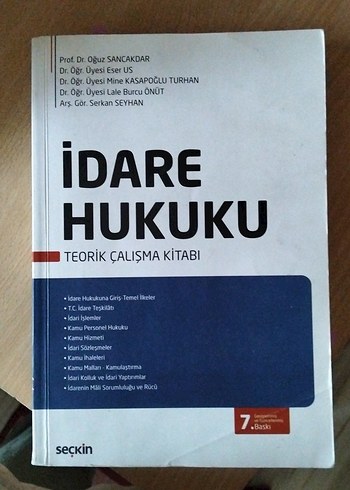 Prof. Dr. Oğuz SANCAKDAR
Dr. Öğr. Üyesi Eser US
Dr. Öğr. Üyesi Mine KASAPOĞLU TURHAN
Dr. Öğr. Üyesi Lale Burcu ÖNÜT
Arş. Gör. Serkan SEYHAN
İDARE
HUKUKU
TEORİK ÇALIŞMA KİTABI
• İdare Hukukuna Giriş Temel İlkeler
• T.C. İdare Teşkilâtı
• İdari İşlemler
• Kamu Personel Hukuku
• Kamu Hizmeti
• İdari Sözleşmeler
• Kamu İhaleleri
• Kamu Malları - Kamulaştırma
• İdari Kolluk ve İdari Yaptırımlar
• İdarenin Mâli Sorumluluğu ve Rücû
7. Baskı
seçkin